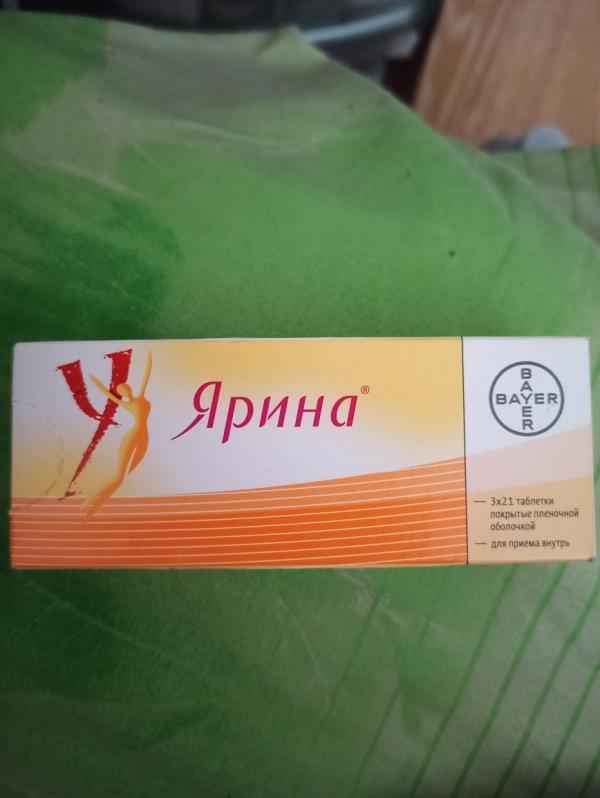 Ярина®
BAYER
BAYER
— 3x21 таблетки
покрытые пленочной
оболочкой
— для приема внутрь